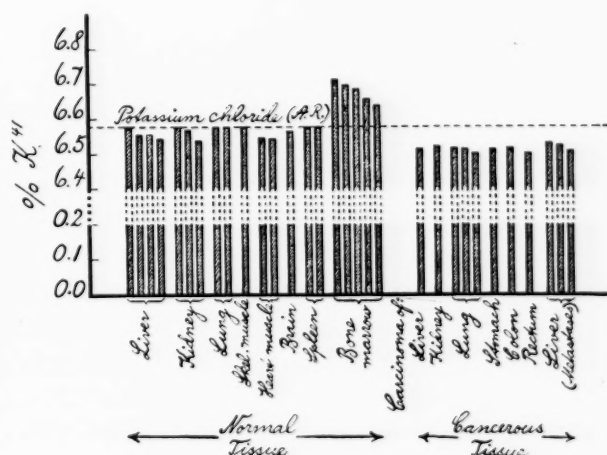 % K⁴¹
6.8
6.7
6.6
6.5
6.4
0.2
0.1
0.0
Potassium chloride (A.R.)
Liver
Kidney
Lung
Skel. muscle
Heart muscle
Brain
Spleen
Bone
marrow
Carcinoma of:
Liver
Kidney
Lung
Stomach
Colon
Rectum
Liver
(Metastases)
Normal
Tissue
Cancerous
Tissue